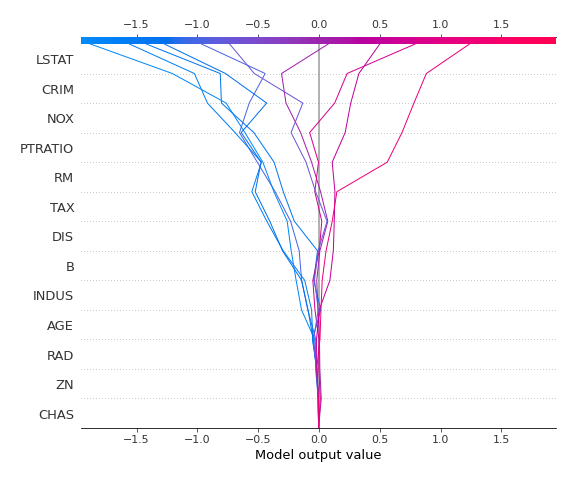 −1.5 −1.0 −0.5 0.0 0.5 1.0 1.5
LSTAT
CRIM
NOX
PTRATIO
RM
TAX
DIS
B
INDUS
AGE
RAD
ZN
CHAS
−1.5 −1.0 −0.5 0.0 0.5 1.0 1.5
Model output value